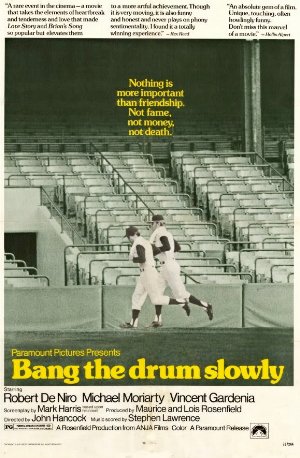 "A rare event in the cinema – a movie
that takes the elements of heartbreak
tenderness and love that made
Love Story and Brian's Song
so popular but elevates them
to a more artful achievement. Though
it is very moving, it is also funny
and honest and never plays on phony
sentimentality. I found it a totally
winning experience." —Rex Reed
"An absolute gem of a film.
Unique, touching, often
howlingly funny.
Don't miss this marvel
of a movie."
Nothing is
more important
than friendship.
Not fame,
not money,
not death.
Paramount Pictures Presents
Bang the drum slowly
Starring
Robert De Niro Michael Moriarty Vincent Gardenia
Screenplay by Mark Harris Produced by Maurice and Lois Rosenfield
Directed by John Hancock Music scored by Stephen Lawrence
PG A Rosenfield Production from ANJA Films Color A Paramount Release